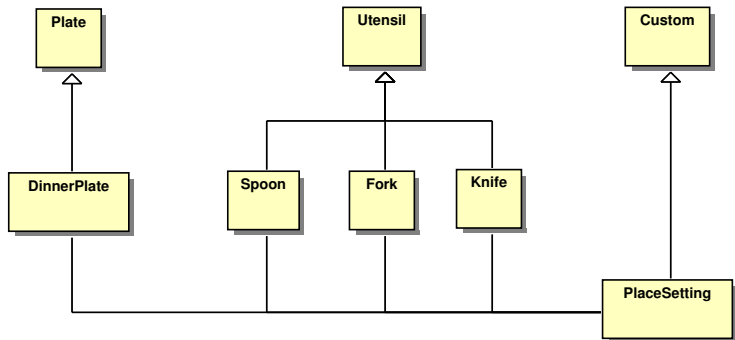 Plate
Utensil
Custom
DinnerPlate
Spoon
Fork
Knife
PlaceSetting